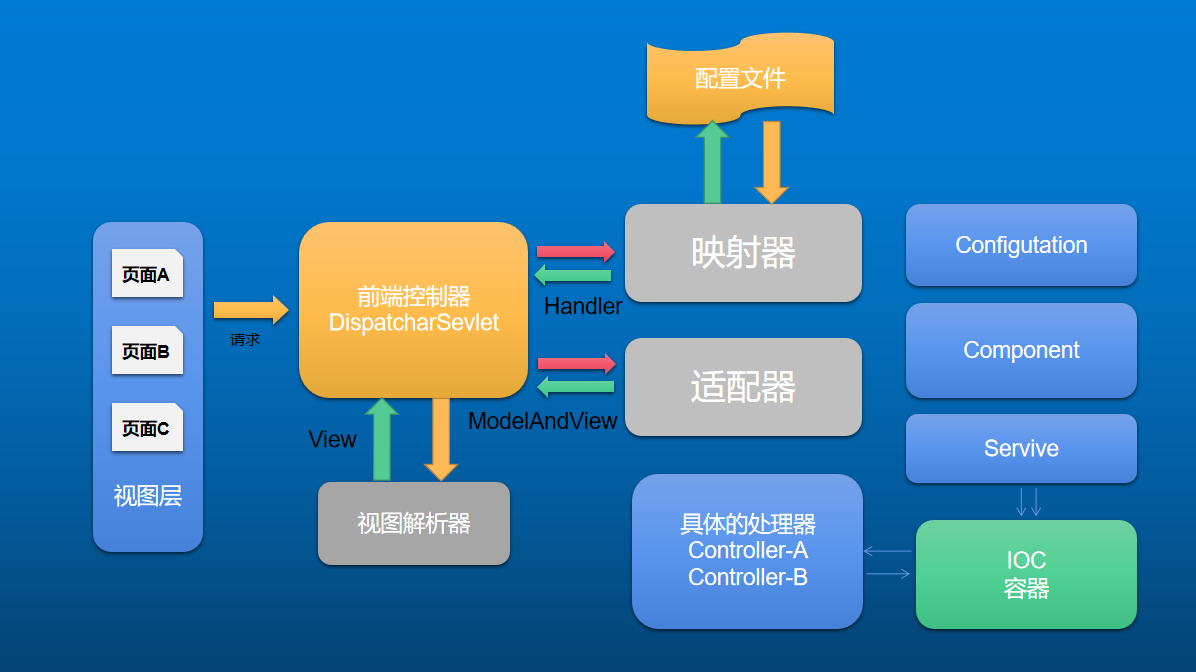 配置文件
页面A
页面B
页面C
视图层
请求
前端控制器
DispatcharSevlet
Handler
ModelAndView
View
视图解析器
映射器
适配器
具体的处理器
Controller-A
Controller-B
Configutation
Component
Servive
IOC
容器